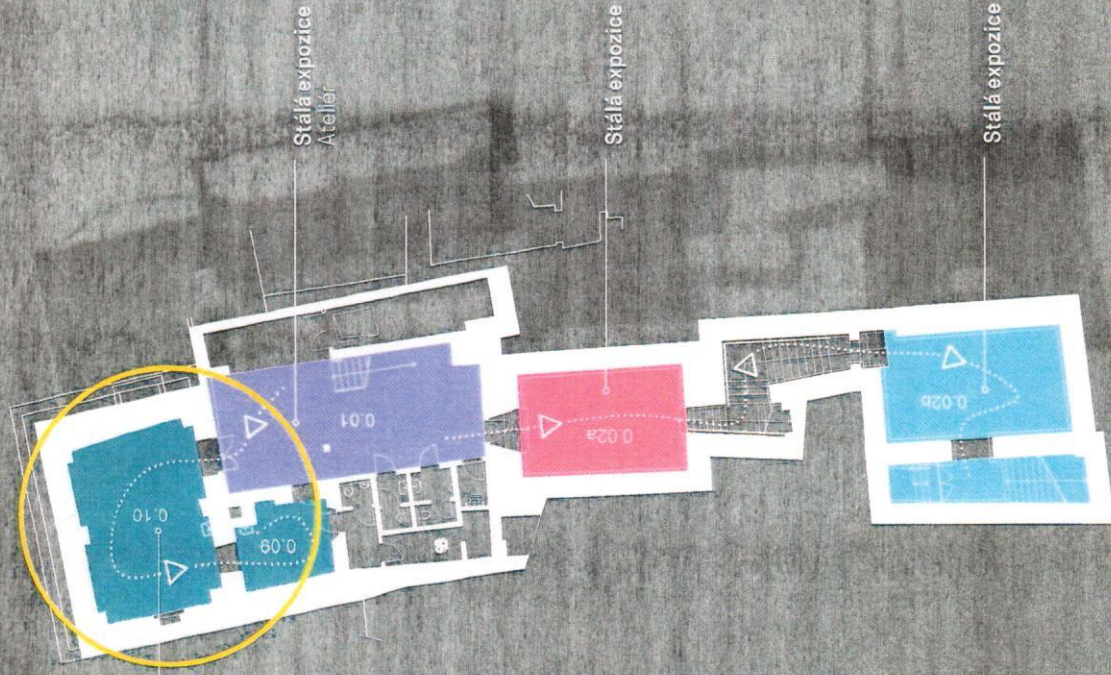 Stálá expozice
Ateliér
Stálá expozice
Stálá expozice
0.10
0.09
0.01
0.02a
0.02b